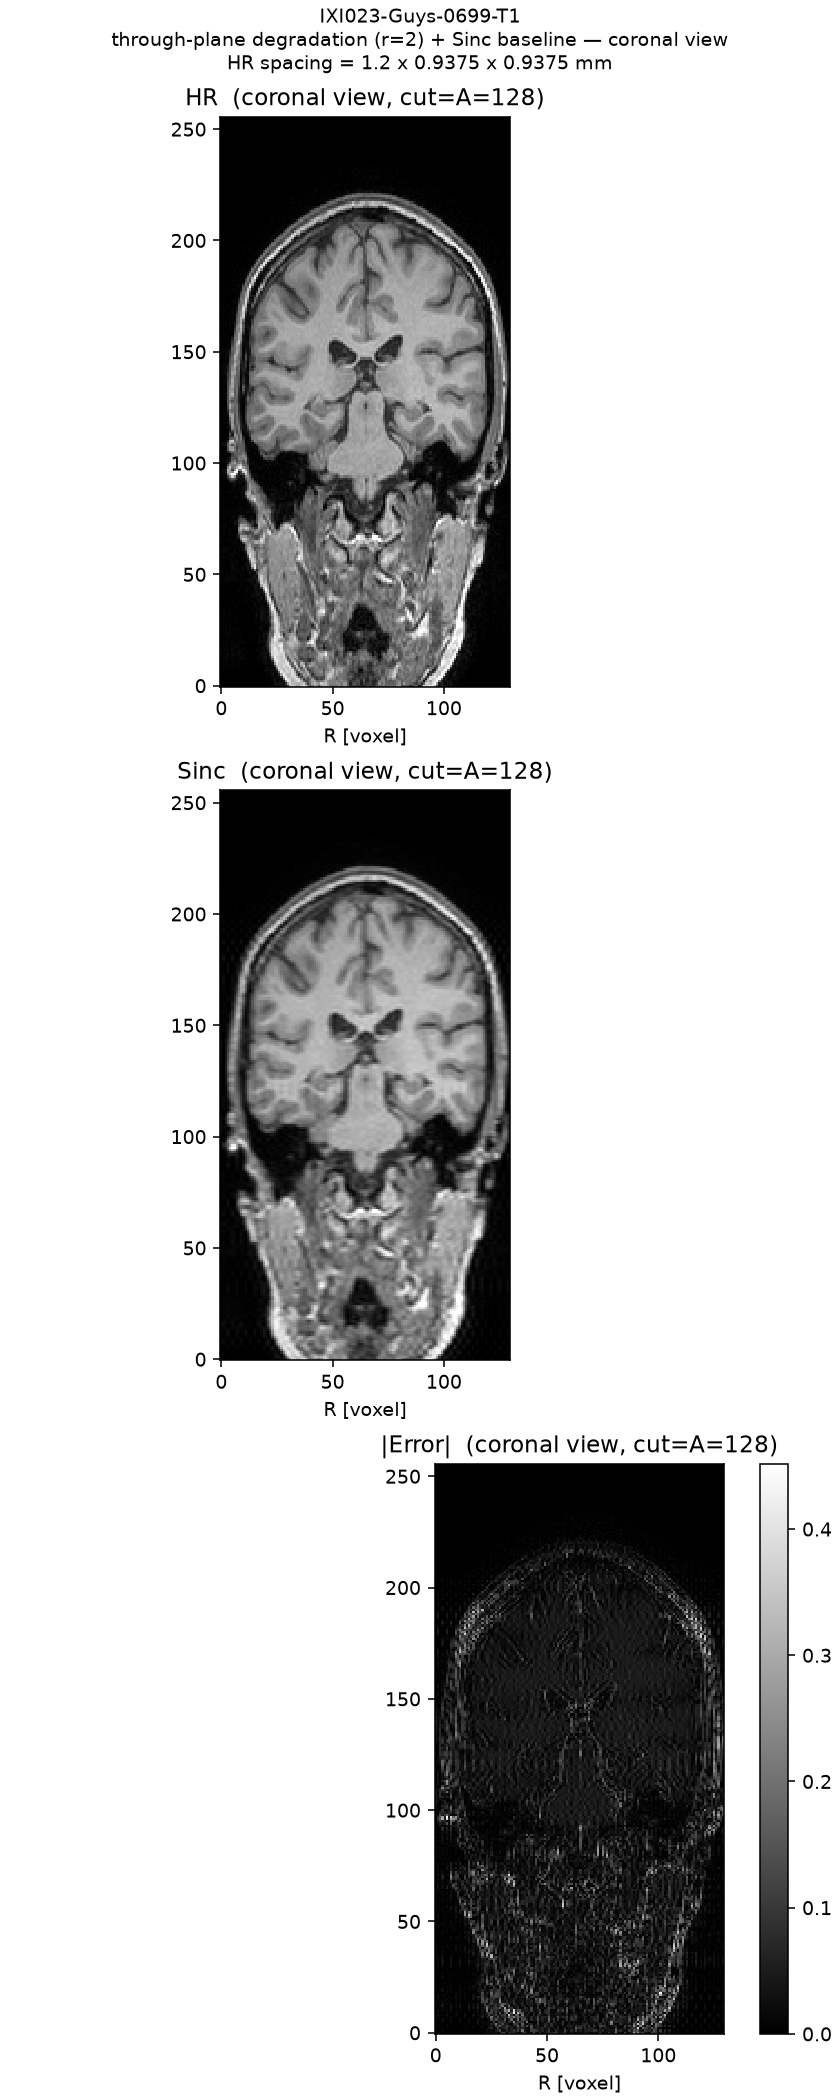 IXI023-Guys-0699-T1
through-plane degradation (r=2) + Sinc baseline — coronal view
HR spacing = 1.2 x 0.9375 x 0.9375 mm
HR (coronal view, cut=A=128)
250
200
150
100
50
0
0 50 100
R [voxel]
Sinc (coronal view, cut=A=128)
250
200
150
100
50
0
0 50 100
R [voxel]
|Error| (coronal view, cut=A=128)
250
200
150
100
50
0
0 50 100
R [voxel]
0.4
0.3
0.2
0.1
0.0